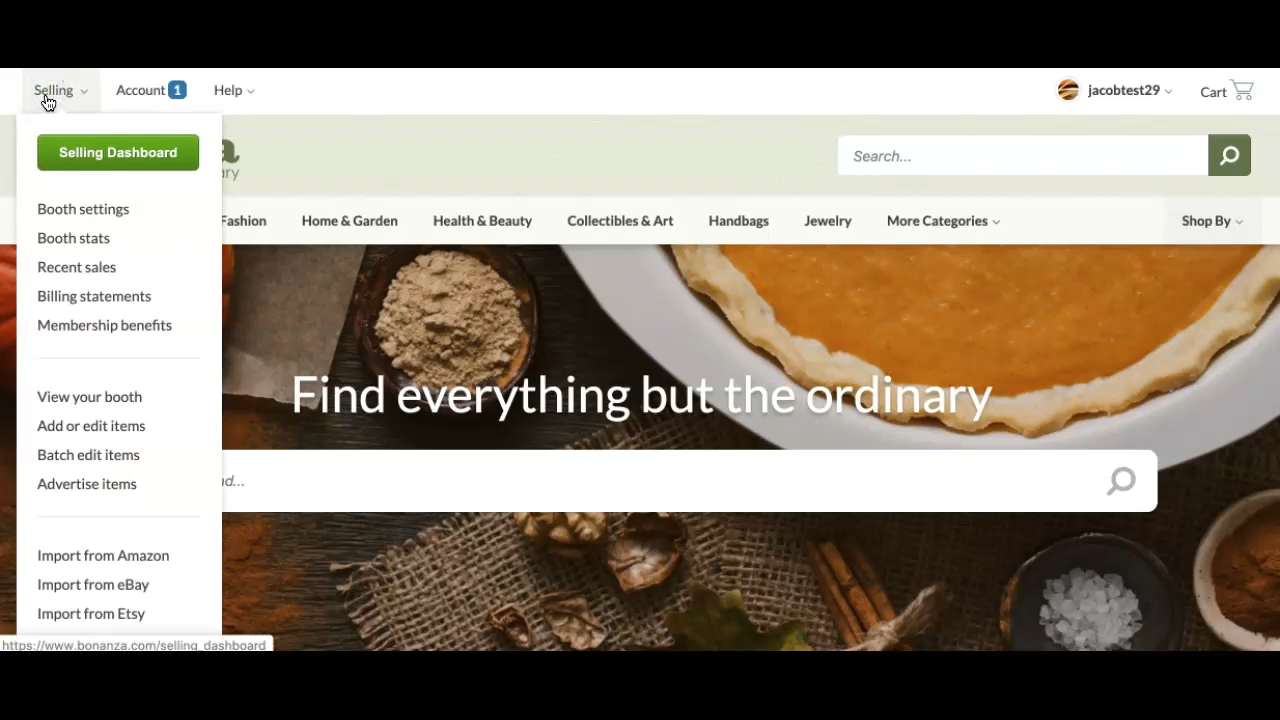 Selling
Account 1
Help
jacobtest29
Cart
Selling Dashboard
Search...
Fashion
Home & Garden
Health & Beauty
Collectibles & Art
Handbags
Jewelry
More Categories
Shop By
Booth settings
Booth stats
Recent sales
Billing statements
Membership benefits
View your booth
Add or edit items
Batch edit items
Advertise items
Import from Amazon
Import from eBay
Import from Etsy
Find everything but the ordinary
https://www.bonanza.com/selling_dashboard